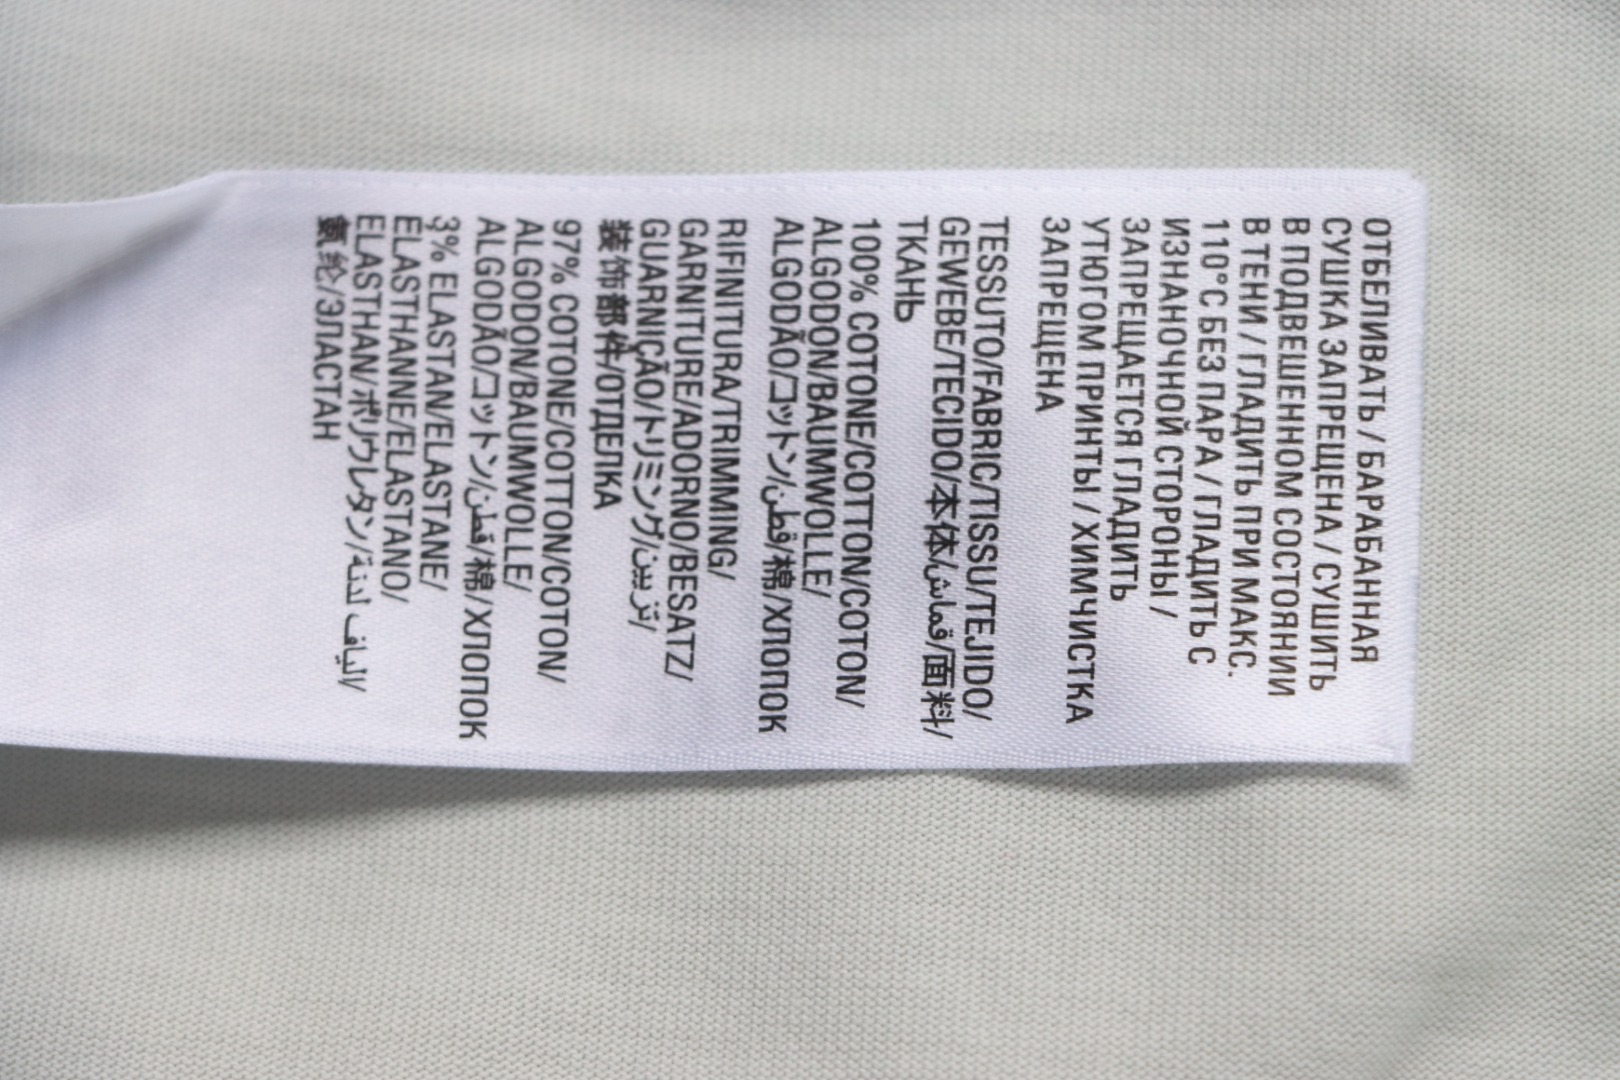 ОТБЕЛИВАТЬ / БАРАБАННАЯ
СУШКА ЗАПРЕЩЕНА / СУШИТЬ
В ПОДВЕШЕННОМ СОСТОЯНИИ
В ТЕНИ / ГЛАДИТЬ ПРИ МАКС.
110°C БЕЗ ПАРА / ГЛАДИТЬ С
ИЗНАНОЧНОЙ СТОРОНЫ /
ЗАПРЕЩАЕТСЯ ГЛАДИТЬ
УТЮГОМ ПРИНТЫ / ХИМЧИСТКА
ЗАПРЕЩЕНА
TESSUTO/FABRIC/TISSU/TEJIDO/
GEWEBE/TECIDO/本体/قماش/面料/
ТКАНЬ
100% COTONE/COTTON/COTON/
ALGODON/BAUMWOLLE/
ALGODÃO/コットン/قطن/棉/ХЛОПОК
RIFINITURA/TRIMMING/
GARNITURE/ADORNO/BESATZ/
GUARNIÇÃO/トリミング/تزيين/
装饰部件/ОТДЕЛКА
97% COTONE/COTTON/COTON/
ALGODON/BAUMWOLLE/
ALGODÃO/コットン/قطن/棉/ХЛОПОК
3% ELASTAN/ELASTANE/
ELASTHANNE/ELASTANO/
ELASTHAN/ポリウレタン/الياف لدنة/
氨纶/ЭЛАСТАН